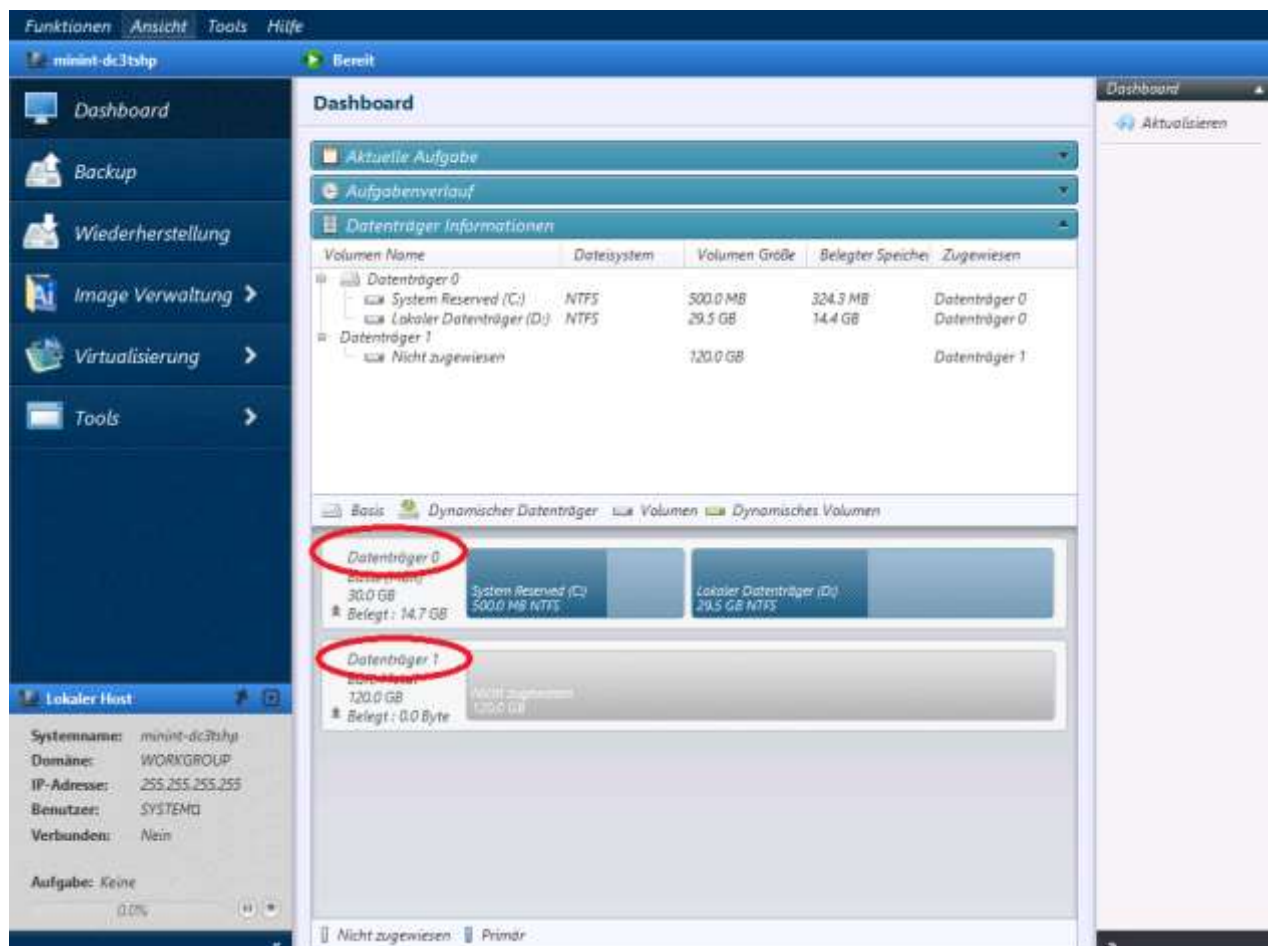 Funktionen Ansicht Tools Hilfe
minint-dc3tshp
Bereit
Dashboard
Backup
Wiederherstellung
Image Verwaltung
Virtualisierung
Tools
Dashboard
Aktuelle Aufgabe
Aufgabenverlauf
Datenträger Informationen
Volumen Name Dateisystem Volumen Größe Belegter Speicher Zugewiesen
Datenträger 0
System Reserved (C:) NTFS 500.0 MB 324.3 MB Datenträger 0
Lokaler Datenträger (D:) NTFS 29.5 GB 14.4 GB Datenträger 0
Datenträger 1
Nicht zugewiesen 120.0 GB Datenträger 1
Basis Dynamischer Datenträger Volumen Dynamisches Volumen
Datenträger 0
30.0 GB
Belegt : 14.7 GB
System Reserved (C:)
500.0 MB NTFS
Lokaler Datenträger (D:)
29.5 GB NTFS
Datenträger 1
120.0 GB
Belegt : 0.0 Byte
Nicht zugewiesen
120.0 GB
Nicht zugewiesen Primär
Dashboard
Aktualisieren
Lokaler Host
Systemname: minint-dc3tshp
Domäne: WORKGROUP
IP-Adresse: 255.255.255.255
Benutzer: SYSTEM
Verbunden: Nein
Aufgabe: Keine
0.0%